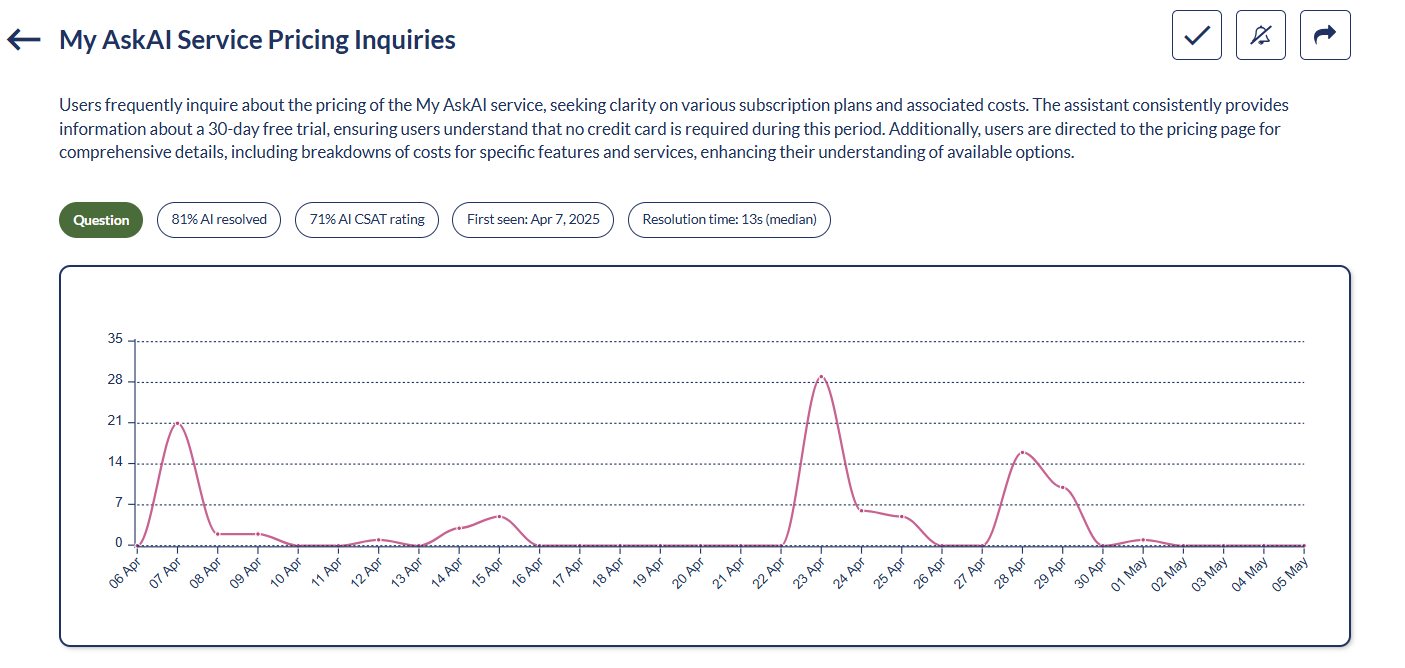 My AskAI Service Pricing Inquiries
Users frequently inquire about the pricing of the My AskAI service, seeking clarity on various subscription plans and associated costs. The assistant consistently provides
information about a 30-day free trial, ensuring users understand that no credit card is required during this period. Additionally, users are directed to the pricing page for
comprehensive details, including breakdowns of costs for specific features and services, enhancing their understanding of available options.
Question
81% AI resolved
71% AI CSAT rating
First seen: Apr 7, 2025
Resolution time: 13s (median)
35
28
21
14
7
0
06 Apr
07 Apr
08 Apr
09 Apr
10 Apr
11 Apr
12 Apr
13 Apr
14 Apr
15 Apr
16 Apr
17 Apr
18 Apr
19 Apr
20 Apr
21 Apr
22 Apr
23 Apr
24 Apr
25 Apr
26 Apr
27 Apr
28 Apr
29 Apr
30 Apr
01 May
02 May
03 May
04 May
05 May